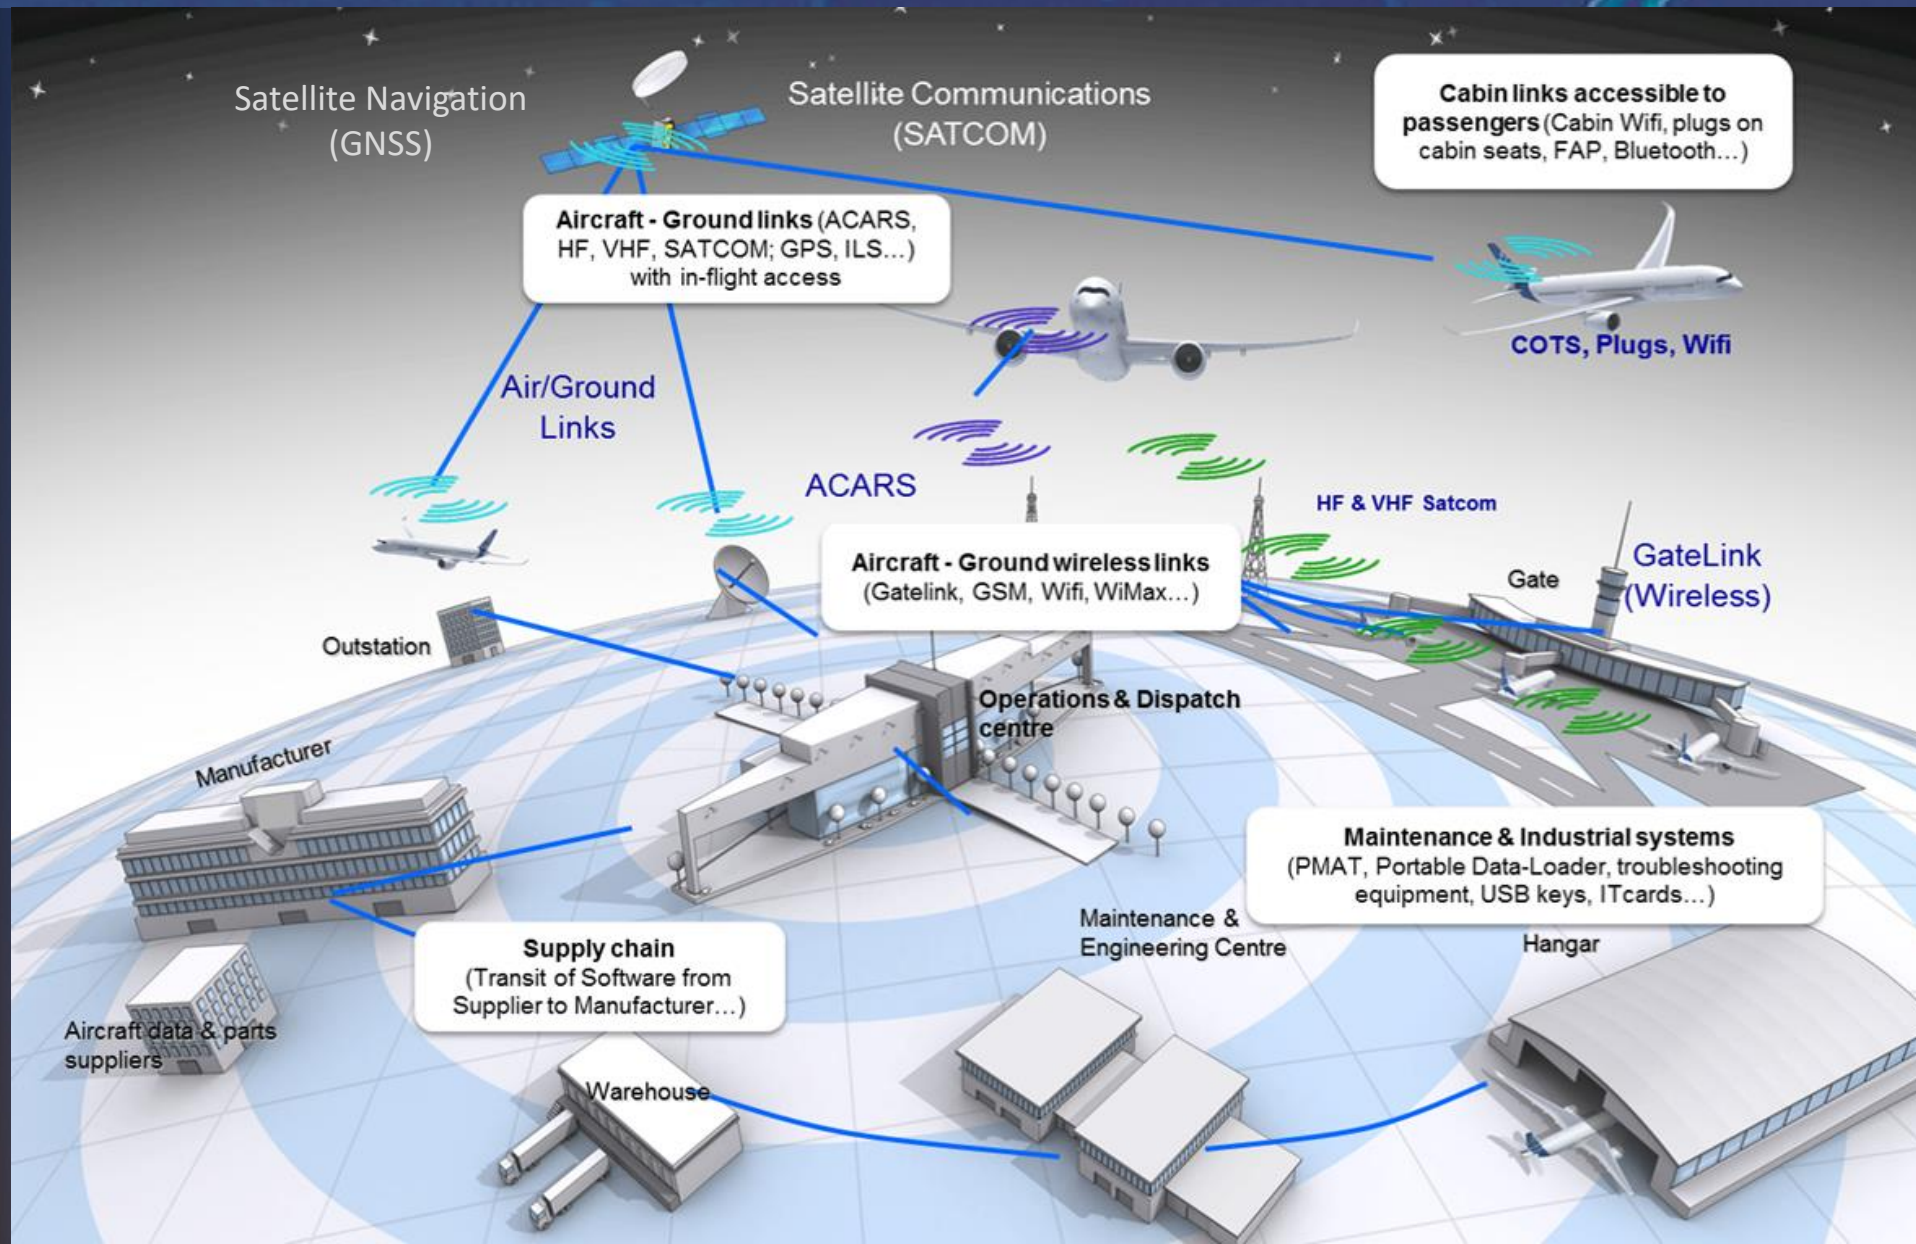 Satellite Navigation
(GNSS)
Satellite Communications
(SATCOM)
Cabin links accessible to
passengers (Cabin Wifi, plugs on
cabin seats, FAP, Bluetooth...)
Aircraft - Ground links (ACARS,
HF, VHF, SATCOM; GPS, ILS...)
with in-flight access
COTS, Plugs, Wifi
Air/Ground
Links
ACARS
HF & VHF Satcom
Aircraft - Ground wireless links
(Gatelink, GSM, Wifi, WiMax...)
Gate
GateLink
(Wireless)
Outstation
Operations & Dispatch
centre
Manufacturer
Maintenance & Industrial systems
(PMAT, Portable Data-Loader, troubleshooting
equipment, USB keys, ITcards...)
Maintenance &
Engineering Centre
Hangar
Supply chain
(Transit of Software from
Supplier to Manufacturer...)
Aircraft data & parts
suppliers
Warehouse